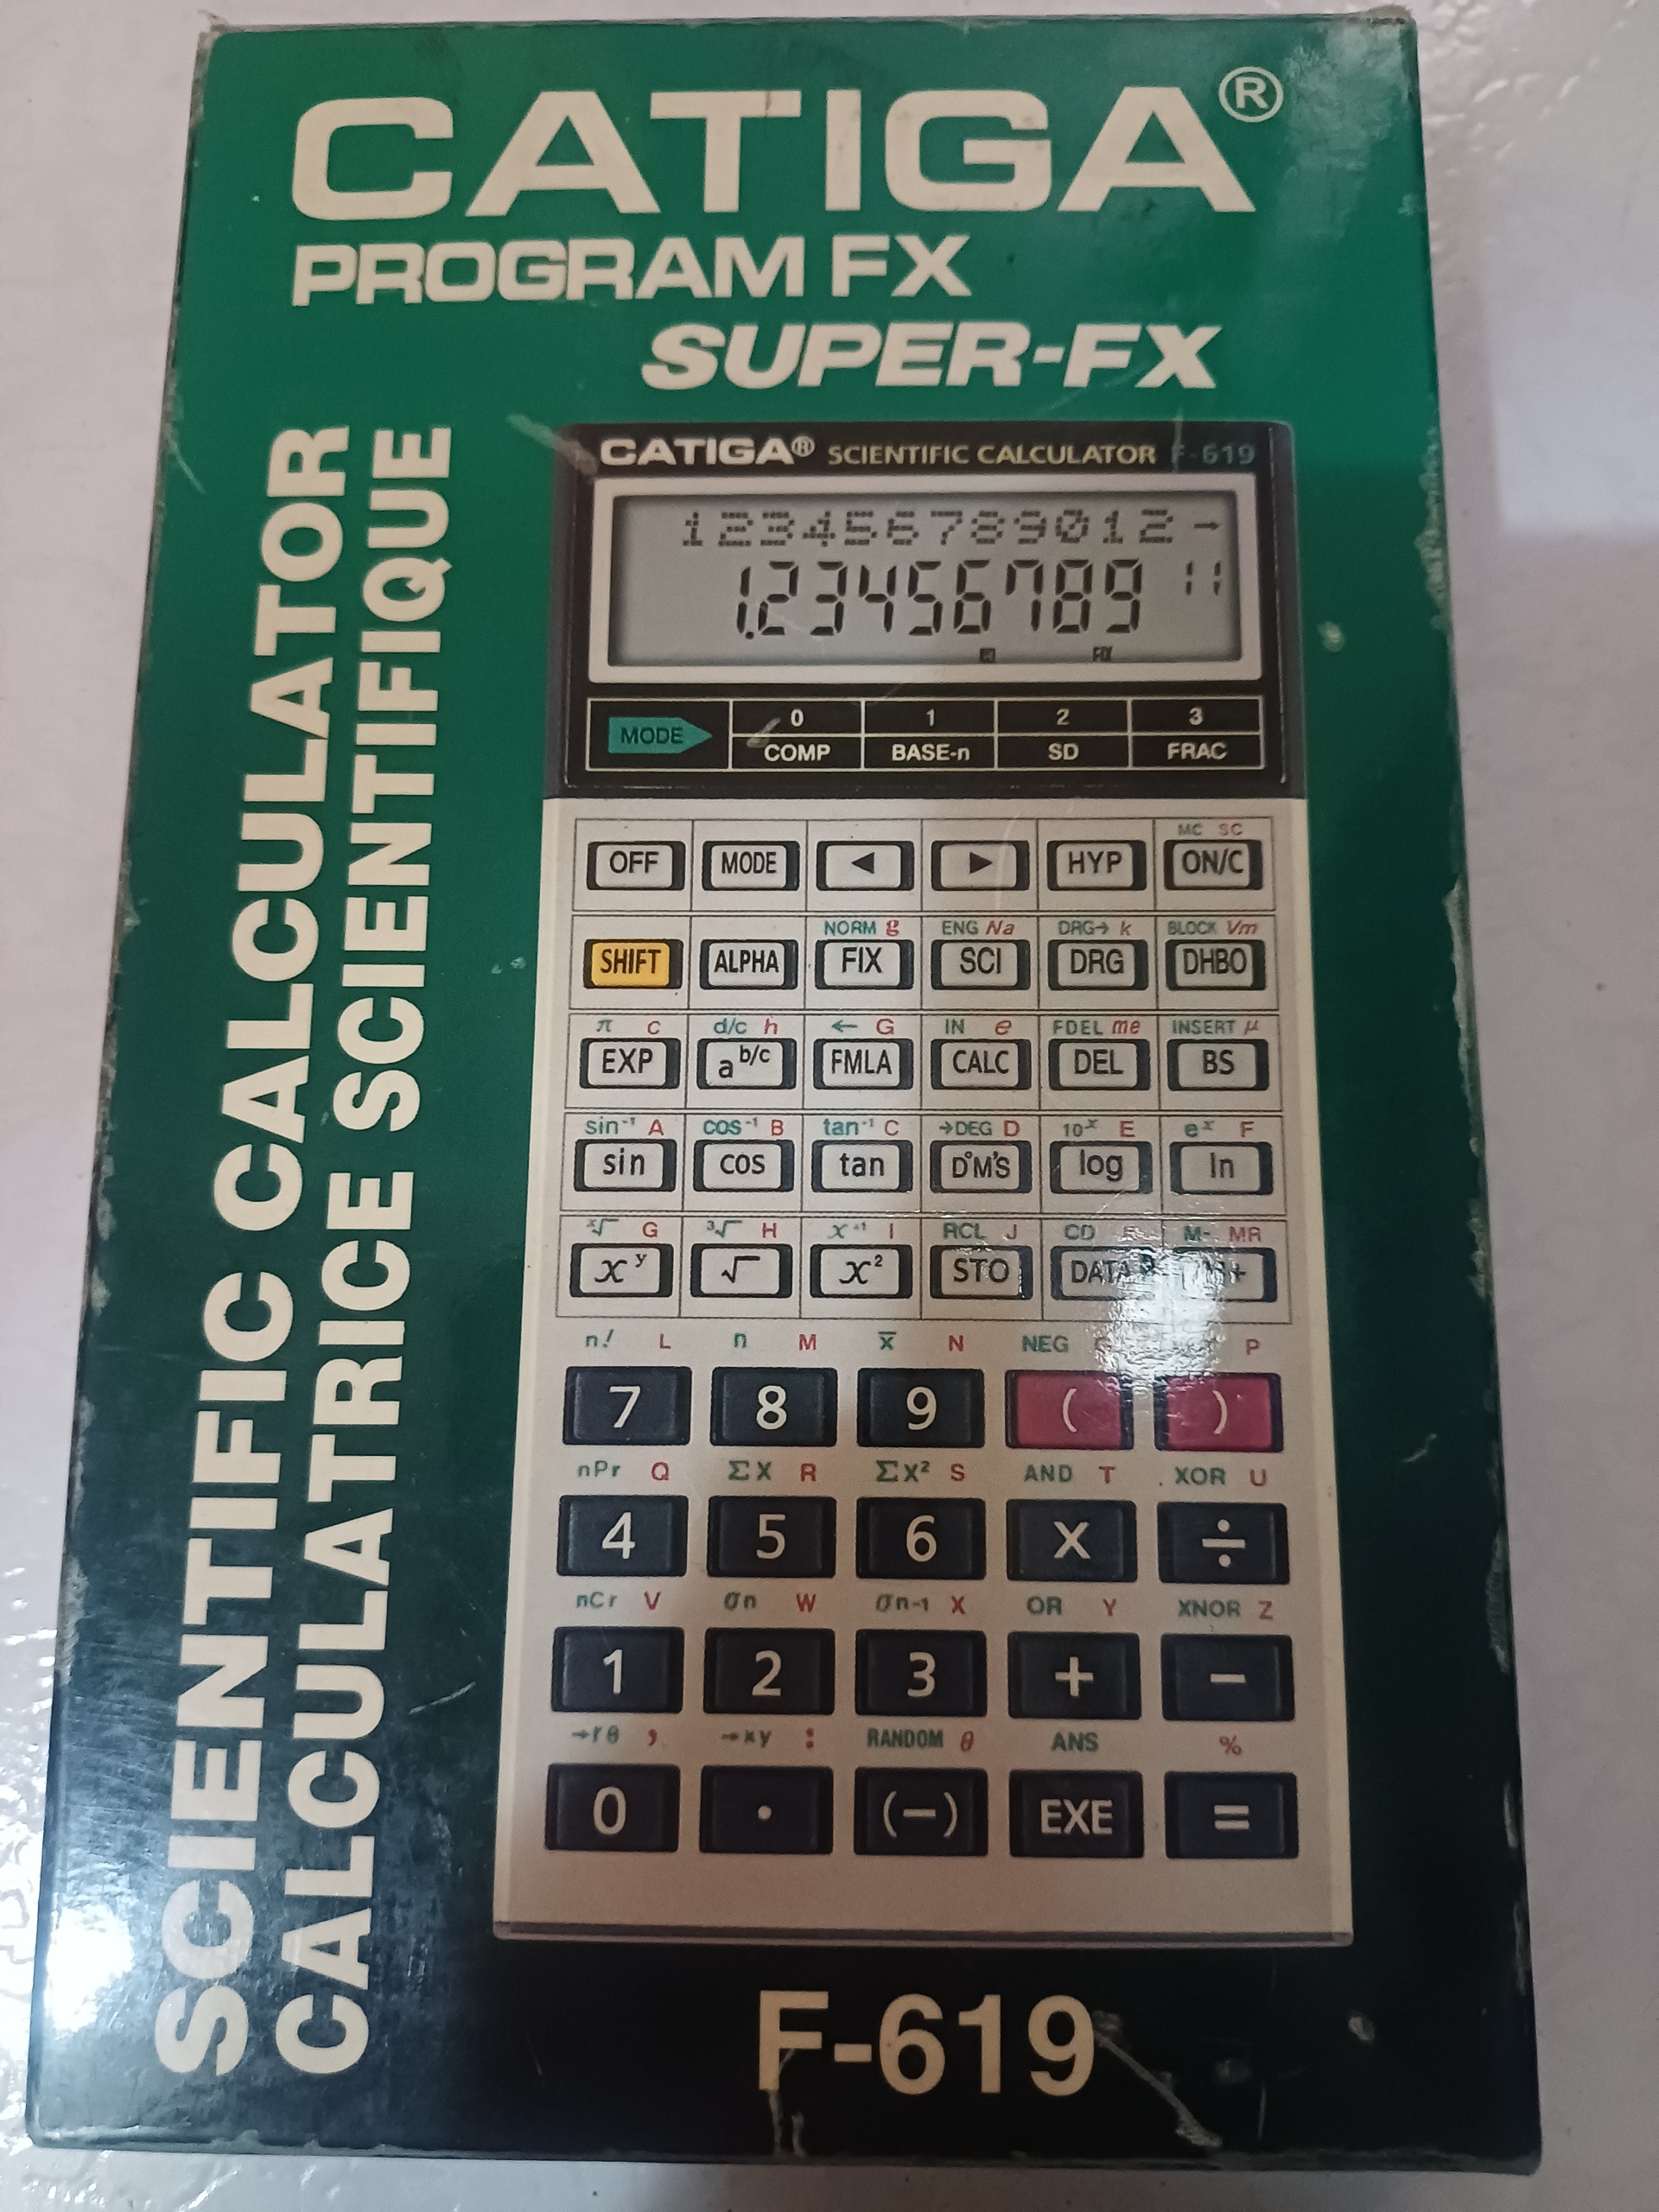 CATIGA®
PROGRAM FX
SUPER-FX
SCIENTIFIC CALCULATOR
CALCULATRICE SCIENTIFIQUE
CATIGA® SCIENTIFIC CALCULATOR F-619
123456789012→
1.23456789 11
FIX
MODE 0 1 2 3
COMP BASE-n SD FRAC
MC SC
OFF MODE ◀ ▶ HYP ON/C
NORM g ENG Na DRG→ k BLOCK Vm
SHIFT ALPHA FIX SCI DRG DHBO
π c d/c h ← G IN e FDEL me INSERT μ
EXP a b/c FMLA CALC DEL BS
sin⁻¹ A cos⁻¹ B tan⁻¹ C →DEG D 10ˣ E eˣ F
sin cos tan D°M'S log ln
ˣ√ G ³√ H x⁻¹ I RCL J CD M- MR
xʸ √ x² STO DATA
n! L n M x̄ N NEG P
7 8 9 ( )
nPr Q ΣX R ΣX² S AND T XOR U
4 5 6 X ÷
nCr V σn W σn-1 X OR Y XNOR Z
1 2 3 + −
→rθ , →xy : RANDOM θ ANS %
0 . (−) EXE =
F-619